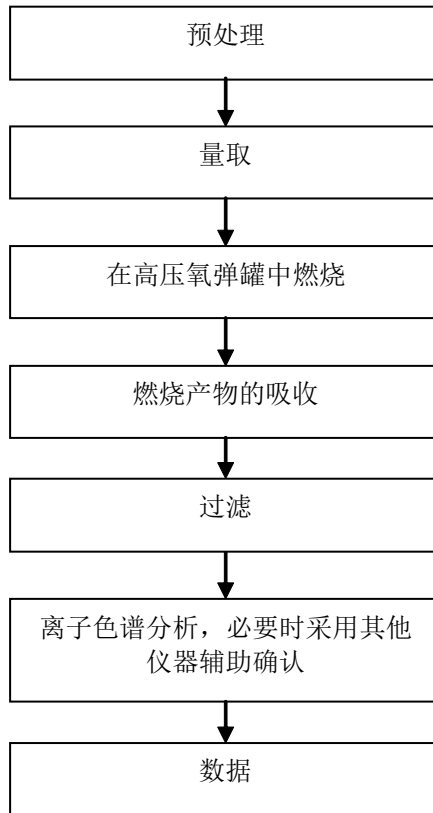 预处理
量取
在高压氧弹罐中燃烧
燃烧产物的吸收
过滤
离子色谱分析，必要时采用其他
仪器辅助确认
数据